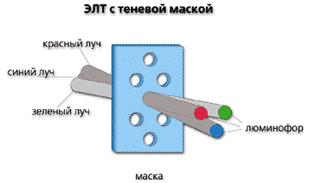 ЭЛТ с теневой маской
красный луч
синий луч
зеленый луч
люминофор
маска